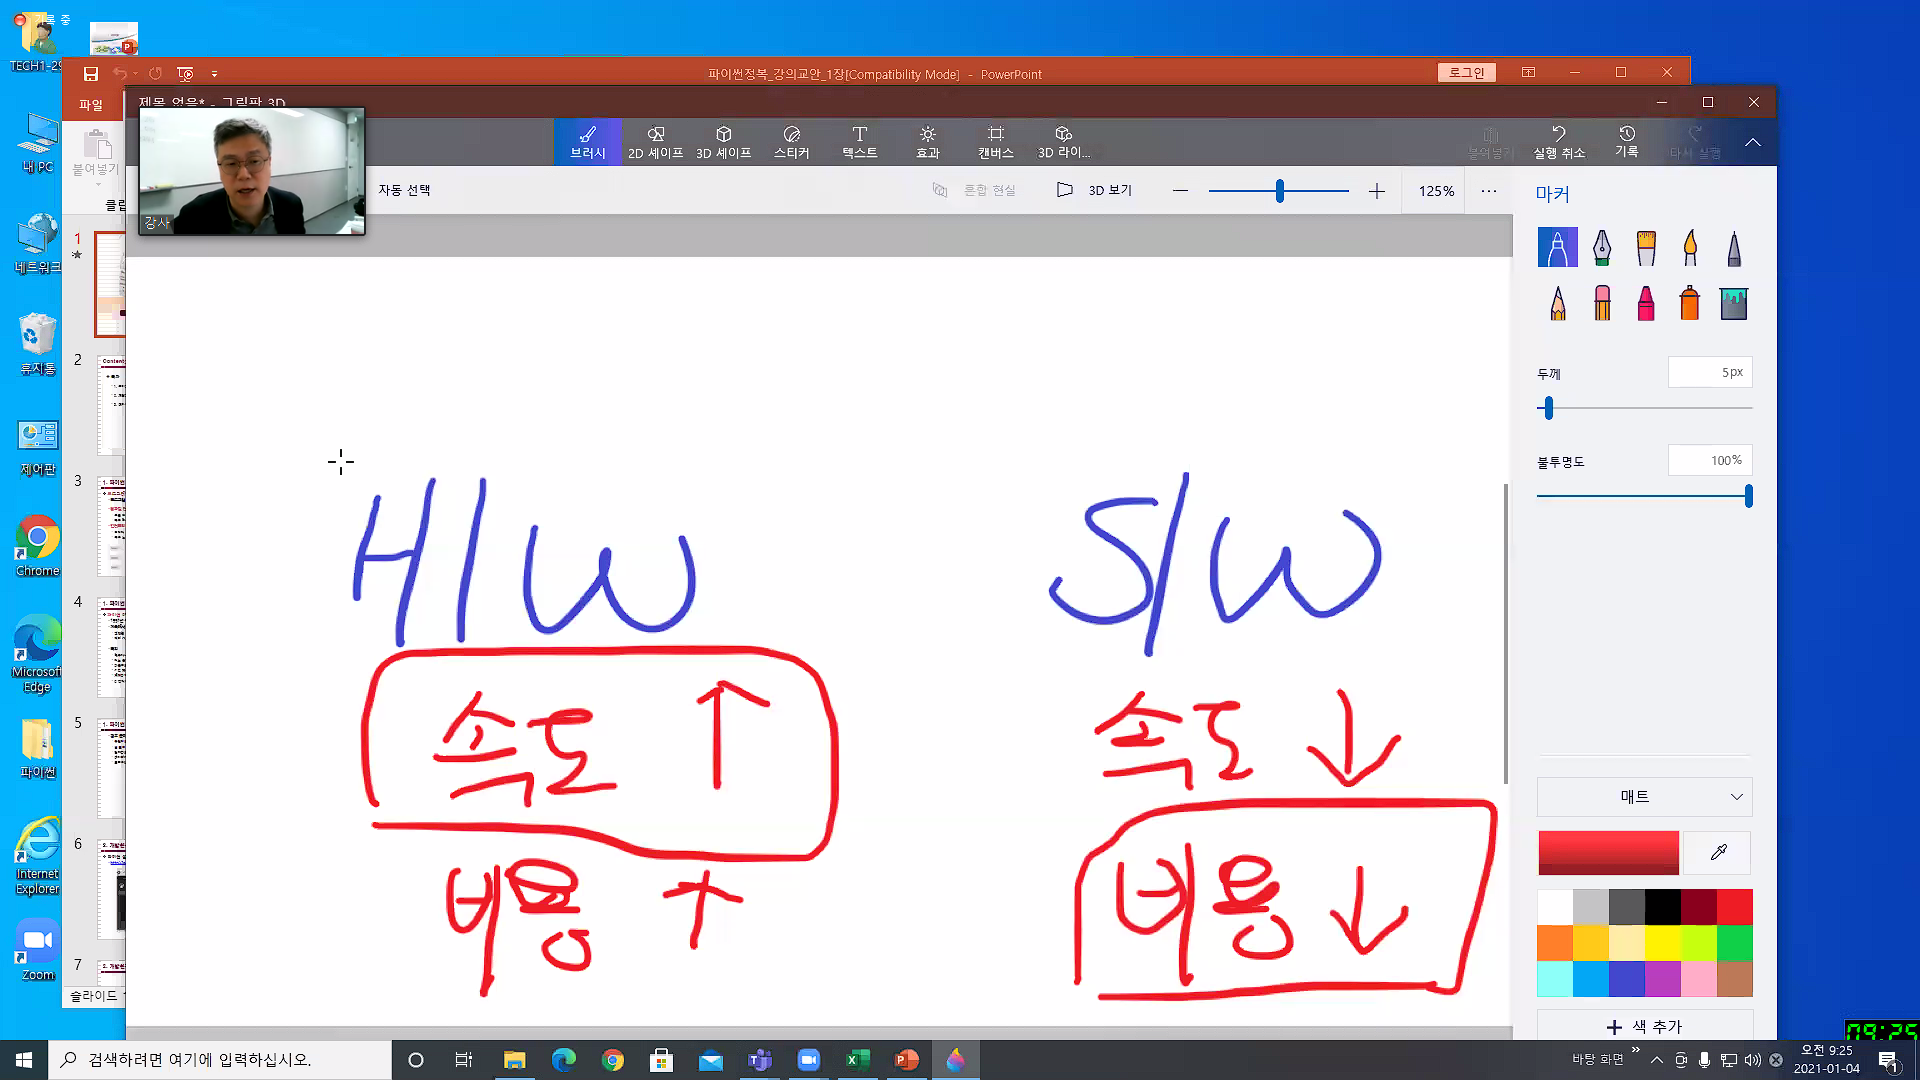 기록 중
TECH1-29
파이썬정복_강의교안_1장[Compatibility Mode] - PowerPoint
로그인
파일
제목 없음* - 그림판 3D
브러시
2D 셰이프
3D 셰이프
스티커
텍스트
효과
캔버스
3D 라이...
붙여넣기
실행 취소
기록
다시 실행
내 PC
붙여넣기
자동 선택
혼합 현실
3D 보기
125%
마커
강사
네트워크
1
휴지통
2
두께
5px
제어판
3
불투명도
100%
H/W
S/W
Chrome
4
Microsoft
Edge
속도 ↑
속도 ↓
파이썬
5
매트
비용 ↑
비용 ↓
6
Internet
Explorer
Zoom
7
슬라이드
색 추가
09:25
검색하려면 여기에 입력하십시오.
바탕 화면
오전 9:25
2021-01-04
1